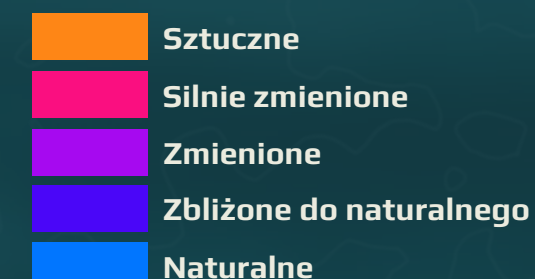 Sztuczne
Silnie zmienione
Zmienione
Zbliżone do naturalnego
Naturalne